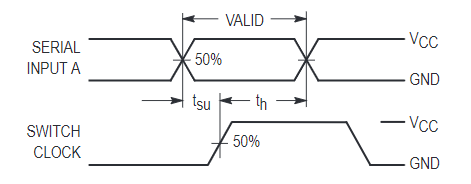 VALID
SERIAL
INPUT A
50%
VCC
GND
tsu
th
SWITCH
CLOCK
50%
VCC
GND